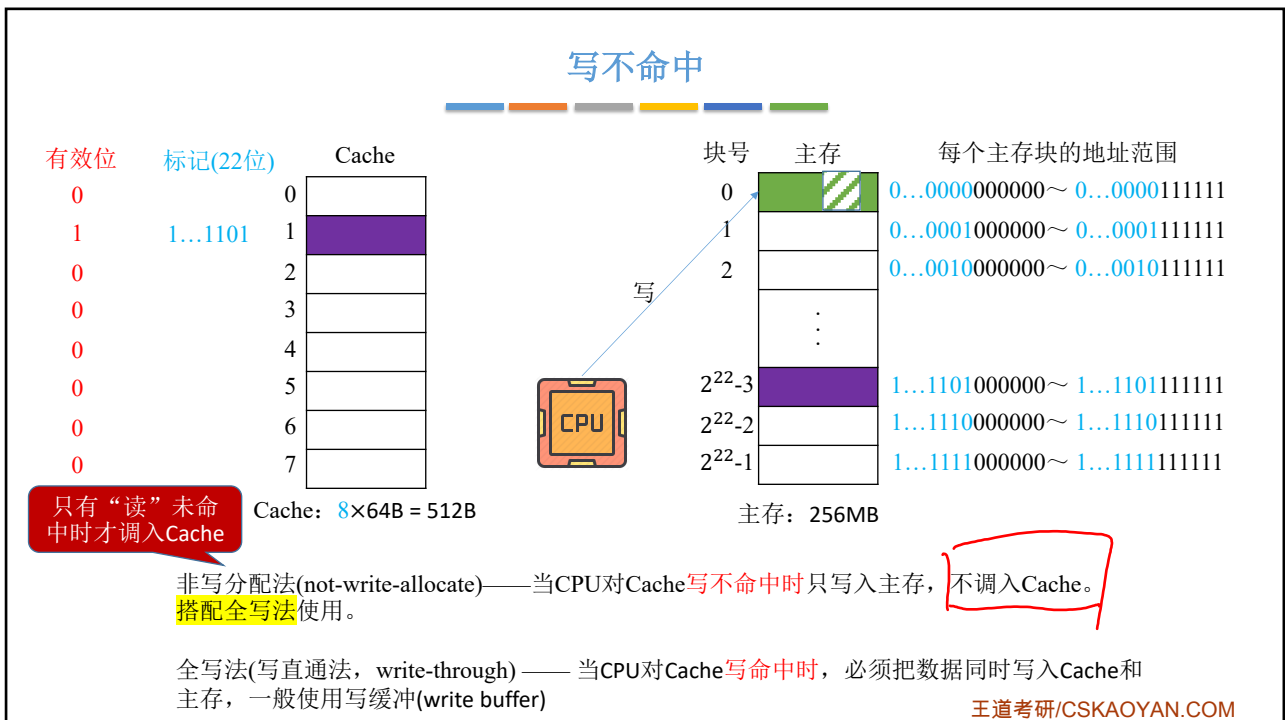 写不命中
有效位 标记(22位) Cache 块号 主存 每个主存块的地址范围
0 0 0 0…0000000000～ 0…0000111111
1 1…1101 1 1 0…0001000000～ 0…0001111111
0 2 2 0…0010000000～ 0…0010111111
0 3 写
0 4
0 5 2²²-3 1…1101000000～ 1…1101111111
0 6 CPU 2²²-2 1…1110000000～ 1…1110111111
0 7 2²²-1 1…1111000000～ 1…1111111111
只有“读”未命
中时才调入Cache
Cache：8×64B = 512B 主存：256MB
非写分配法(not-write-allocate)——当CPU对Cache写不命中时只写入主存，不调入Cache。
搭配全写法使用。
全写法(写直通法，write-through) —— 当CPU对Cache写命中时，必须把数据同时写入Cache和
主存，一般使用写缓冲(write buffer)
王道考研/CSKAOYAN.COM